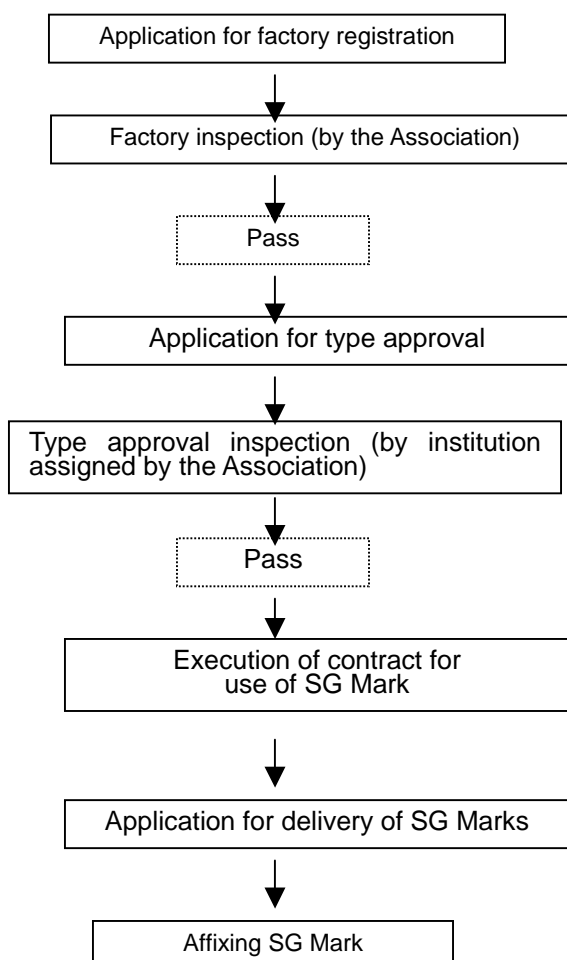 Application for factory registration
Factory inspection (by the Association)
Pass
Application for type approval
Type approval inspection (by institution
assigned by the Association)
Pass
Execution of contract for
use of SG Mark
Application for delivery of SG Marks
Affixing SG Mark